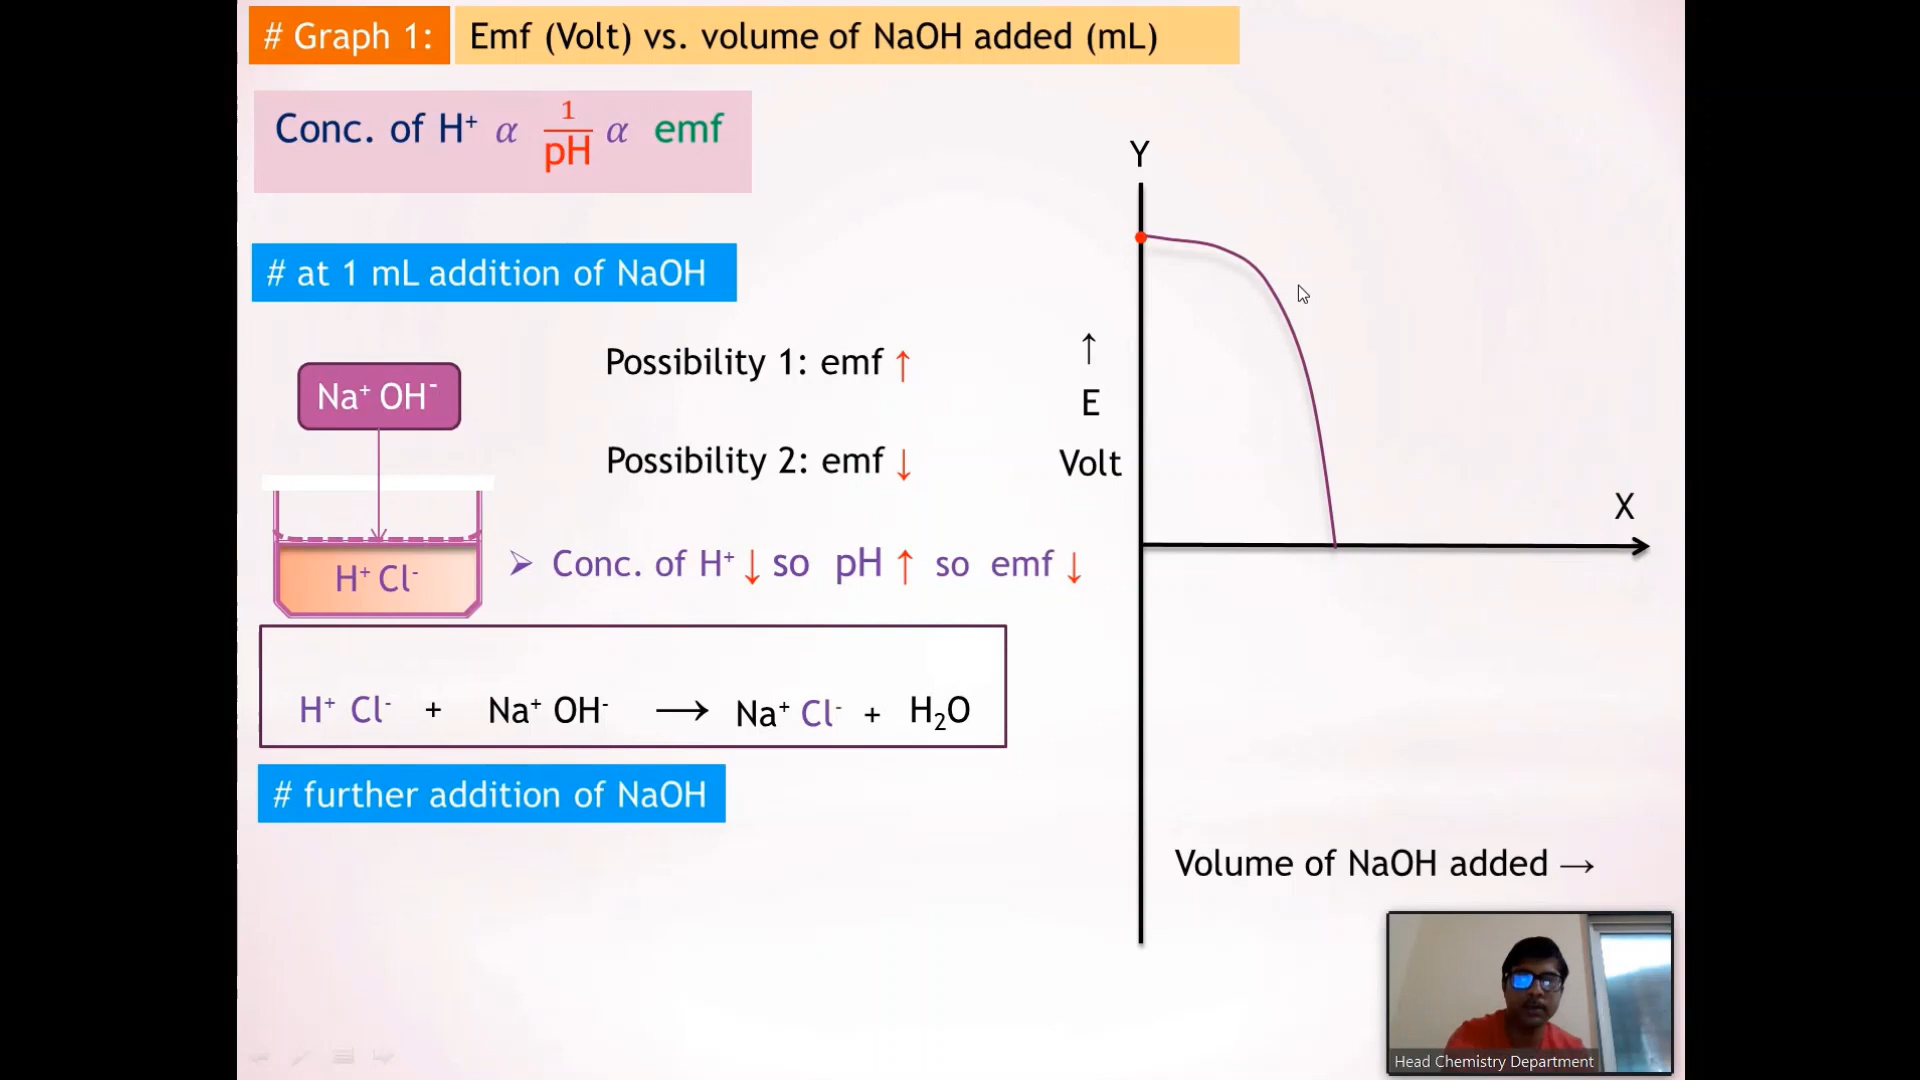 # Graph 1: Emf (Volt) vs. volume of NaOH added (mL)
Conc. of H⁺ α 1/pH α emf
# at 1 mL addition of NaOH
Na⁺ OH⁻
H⁺ Cl⁻
Possibility 1: emf ↑
Possibility 2: emf ↓
➢ Conc. of H⁺ ↓ so pH ↑ so emf ↓
H⁺ Cl⁻ + Na⁺ OH⁻ ⟶ Na⁺ Cl⁻ + H₂O
# further addition of NaOH
Y
↑
E
Volt
X
Volume of NaOH added →
Head Chemistry Department